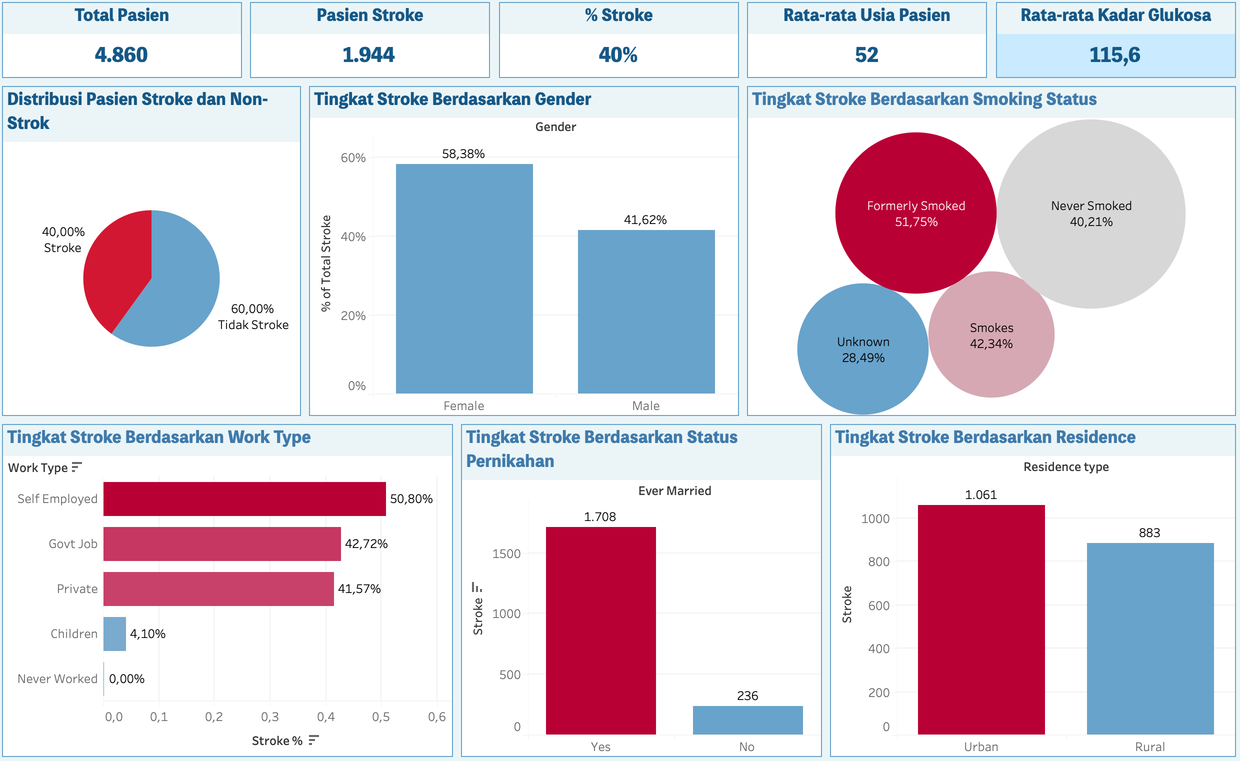 Total Pasien
4.860
Pasien Stroke
1.944
% Stroke
40%
Rata-rata Usia Pasien
52
Rata-rata Kadar Glukosa
115,6
Distribusi Pasien Stroke dan Non-
Strok
40,00%
Stroke
60,00%
Tidak Stroke
Tingkat Stroke Berdasarkan Gender
Gender
% of Total Stroke
60%
40%
20%
0%
58,38%
41,62%
Female
Male
Tingkat Stroke Berdasarkan Smoking Status
Formerly Smoked
51,75%
Never Smoked
40,21%
Unknown
28,49%
Smokes
42,34%
Tingkat Stroke Berdasarkan Work Type
Work Type
Self Employed
50,80%
Govt Job
42,72%
Private
41,57%
Children
4,10%
Never Worked
0,00%
0,0
0,1
0,2
0,3
0,4
0,5
0,6
Stroke %
Tingkat Stroke Berdasarkan Status
Pernikahan
Ever Married
Stroke
1500
1000
500
0
1.708
236
Yes
No
Tingkat Stroke Berdasarkan Residence
Residence type
Stroke
1000
800
600
400
200
0
1.061
883
Urban
Rural